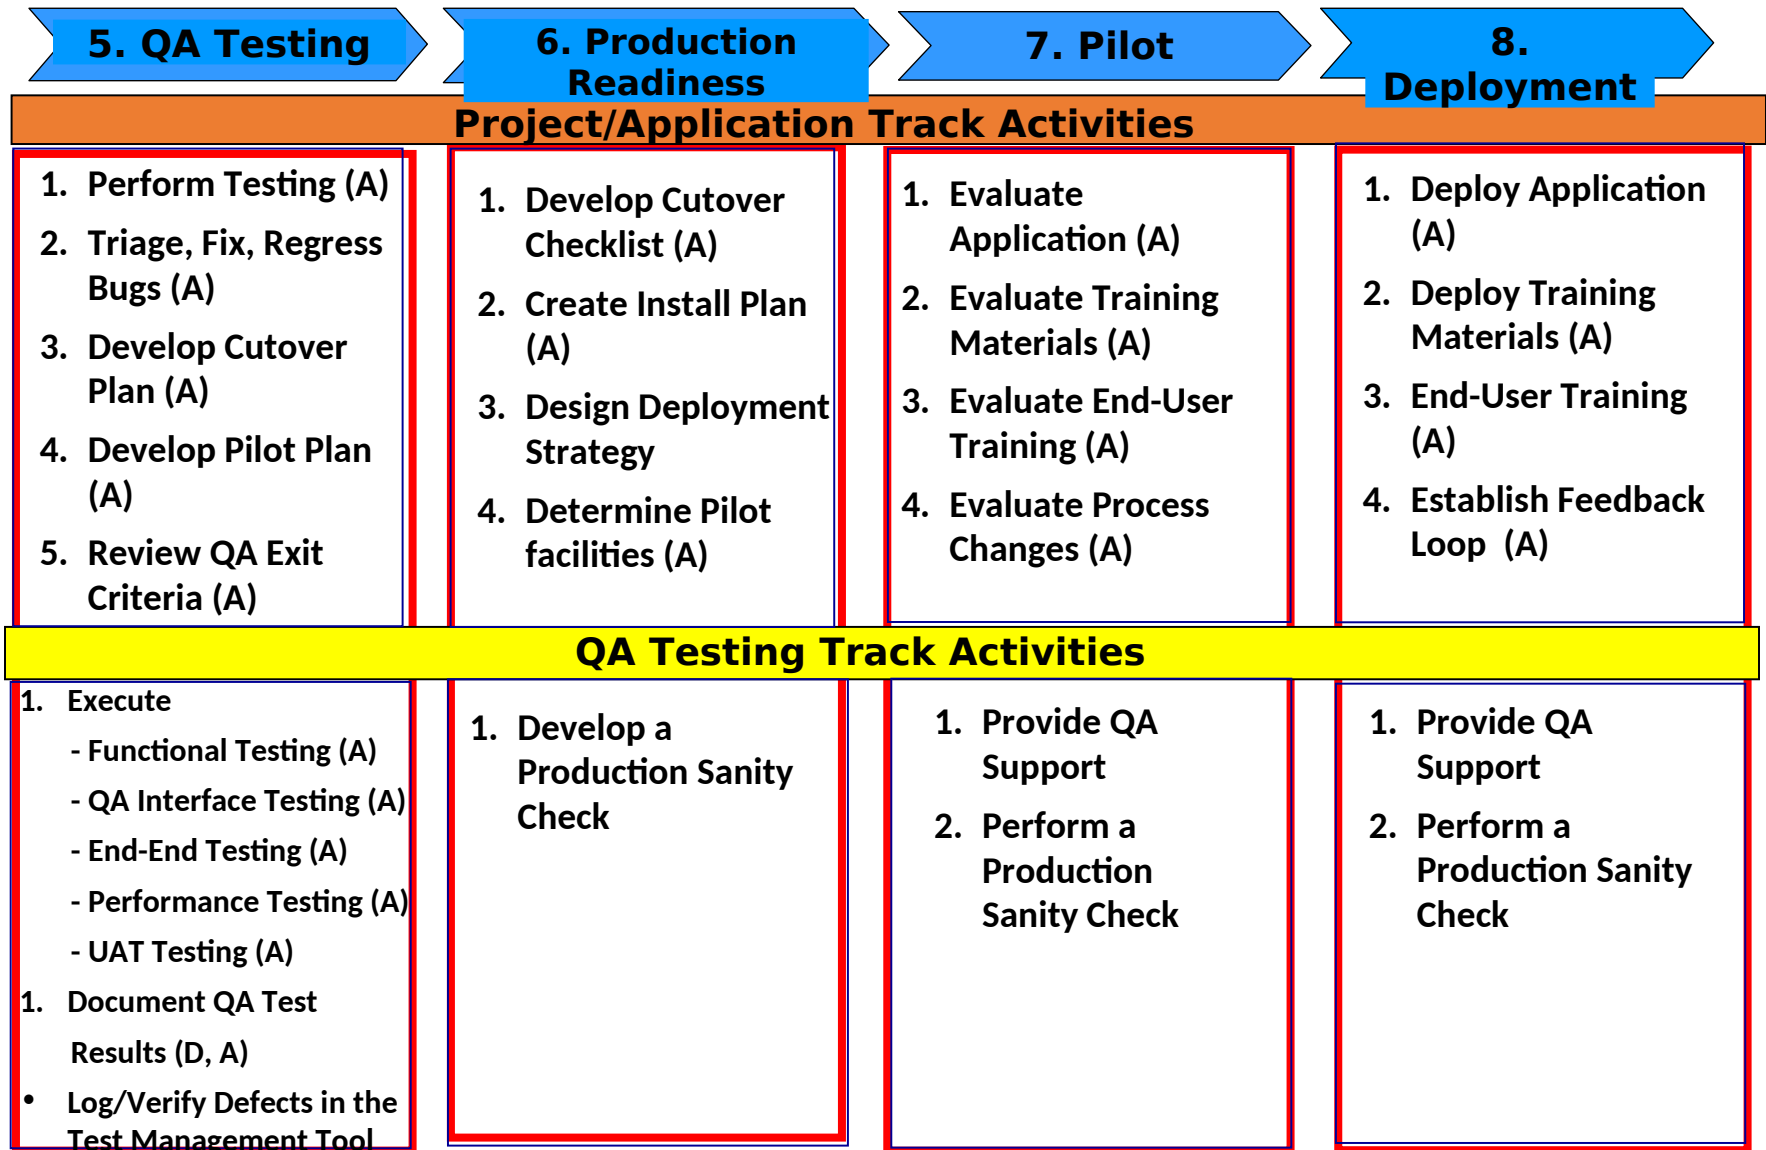 5. QA Testing
6. Production
Readiness
7. Pilot
8.
Deployment
Project/Application Track Activities
1. Perform Testing (A)
2. Triage, Fix, Regress
Bugs (A)
3. Develop Cutover
Plan (A)
4. Develop Pilot Plan
(A)
5. Review QA Exit
Criteria (A)
1. Develop Cutover
Checklist (A)
2. Create Install Plan
(A)
3. Design Deployment
Strategy
4. Determine Pilot
facilities (A)
1. Evaluate
Application (A)
2. Evaluate Training
Materials (A)
3. Evaluate End-User
Training (A)
4. Evaluate Process
Changes (A)
1. Deploy Application
(A)
2. Deploy Training
Materials (A)
3. End-User Training
(A)
4. Establish Feedback
Loop  (A)
QA Testing Track Activities
1. Execute
- Functional Testing (A)
- QA Interface Testing (A)
- End-End Testing (A)
- Performance Testing (A)
- UAT Testing (A)
1. Document QA Test
Results (D, A)
• Log/Verify Defects in the
Test Management Tool
1. Develop a
Production Sanity
Check
1. Provide QA
Support
2. Perform a
Production
Sanity Check
1. Provide QA
Support
2. Perform a
Production Sanity
Check